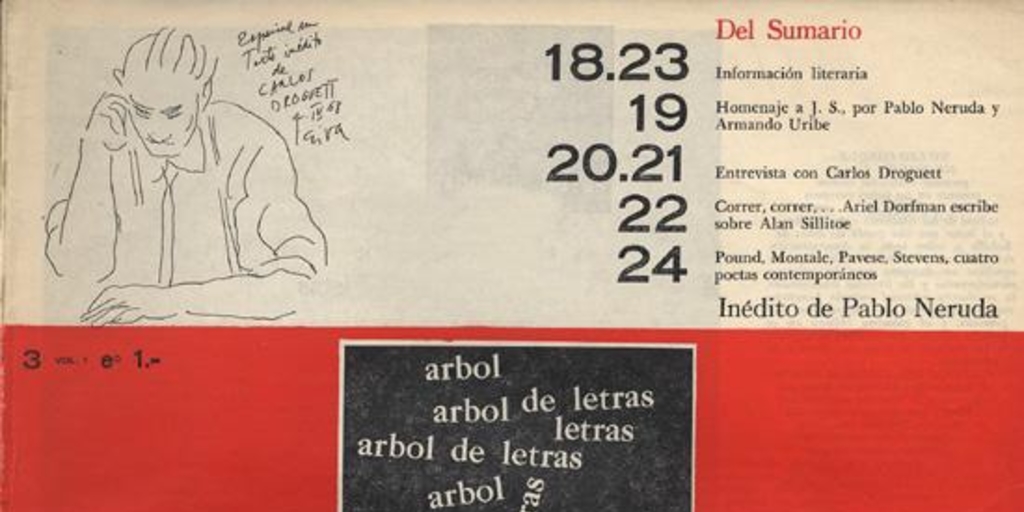 Texto inédito
de
CARLOS
DROGUETT
Del Sumario
18.23 Información literaria
19 Homenaje a J. S., por Pablo Neruda y
Armando Uribe
20.21 Entrevista con Carlos Droguett
22 Correr, correr,... Ariel Dorfman escribe
sobre Alan Sillitoe
24 Pound, Montale, Pavese, Stevens, cuatro
poetas contemporáneos
Inédito de Pablo Neruda
3 VOL. 1 eº 1.-
arbol
arbol de letras
letras
arbol de letras
arbol
ras